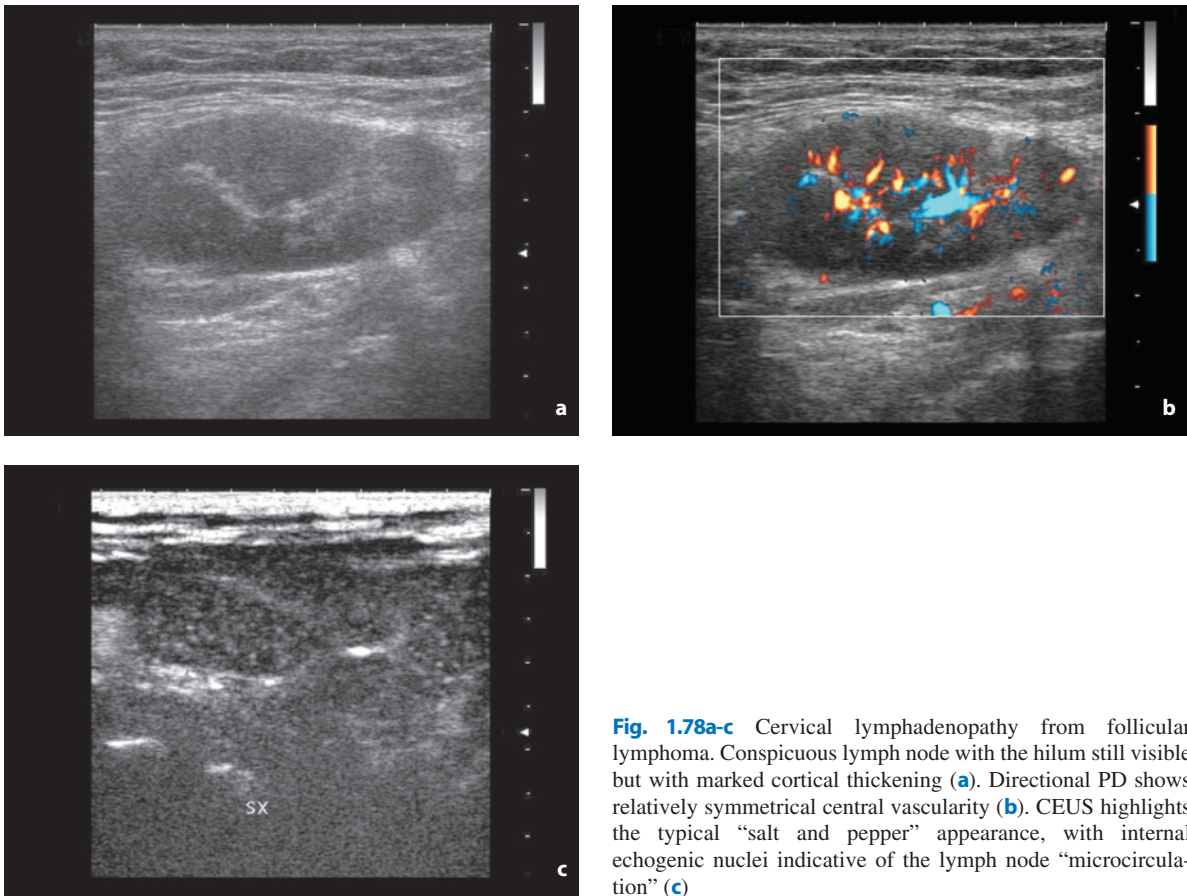 a
b
c
SX
Fig. 1.78a-c Cervical lymphadenopathy from follicular
lymphoma. Conspicuous lymph node with the hilum still visible
but with marked cortical thickening (a). Directional PD shows
relatively symmetrical central vascularity (b). CEUS highlights
the typical “salt and pepper” appearance, with internal
echogenic nuclei indicative of the lymph node “microcircula-
tion” (c)